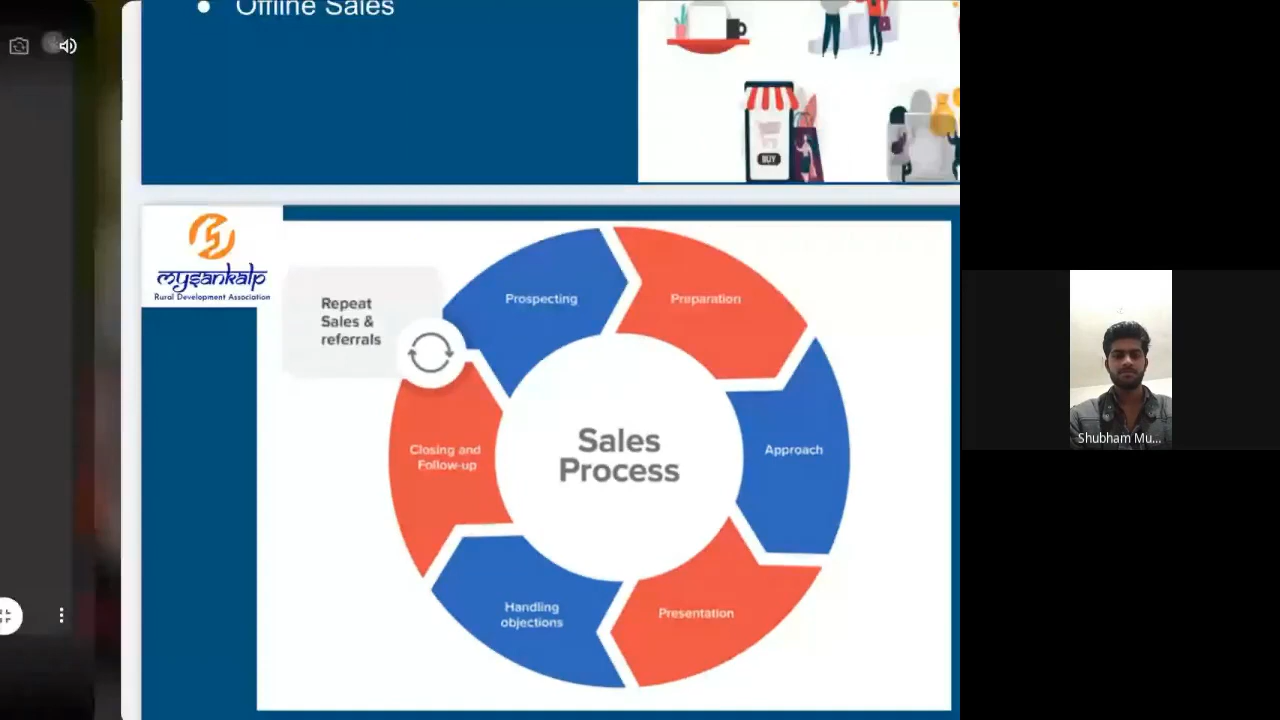 Offline Sales
BUY
mysankalp
Rural Development Association
Repeat
Sales &
referrals
Prospecting
Preparation
Approach
Presentation
Handling
objections
Closing and
Follow-up
Sales
Process
Shubham Mu...